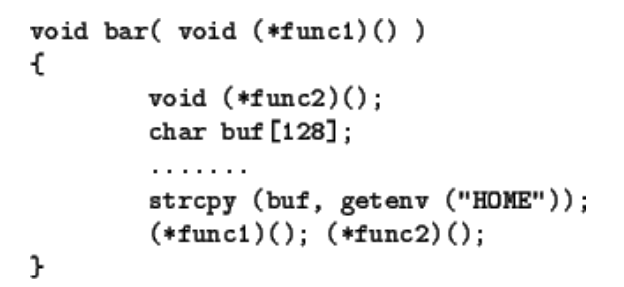 void bar( void (*func1)() )
{
void (*func2)();
char buf[128];
.......
strcpy (buf, getenv ("HOME"));
(*func1)(); (*func2)();
}